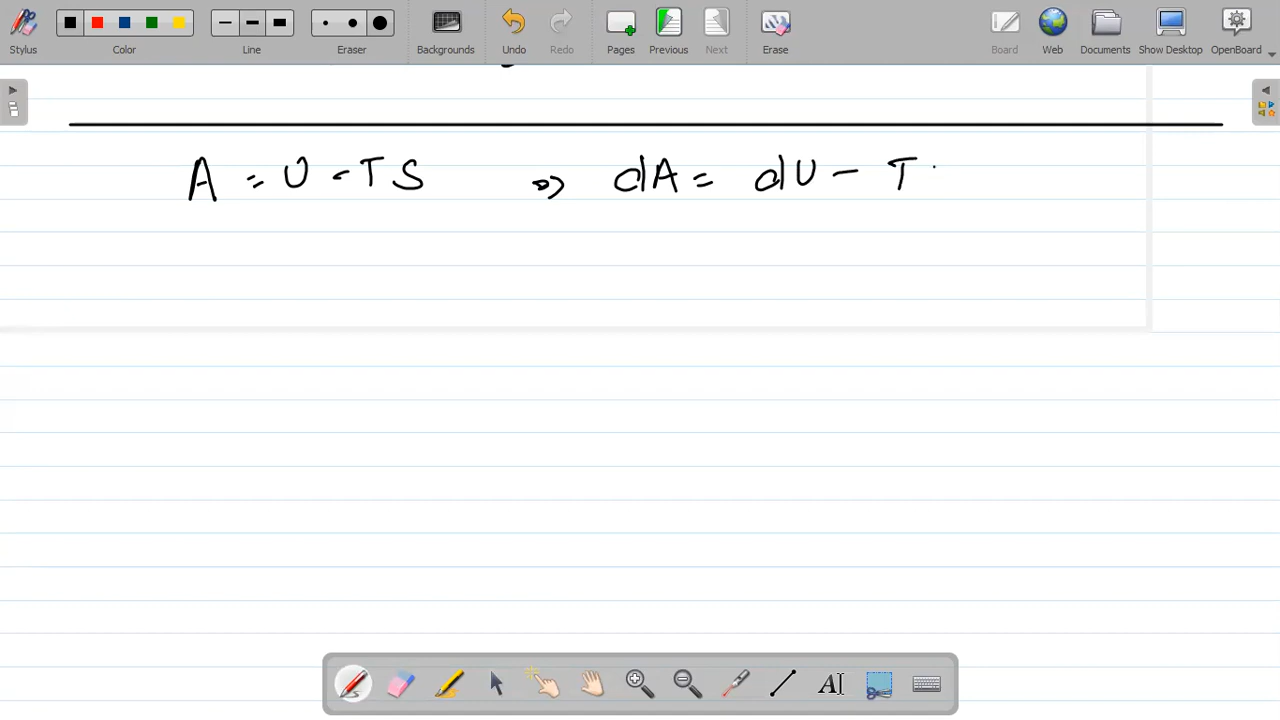 Stylus Color Line Eraser Backgrounds Undo Redo Pages Previous Next Erase Board Web Documents Show Desktop OpenBoard
A = U - TS ⇒ dA = dU - T